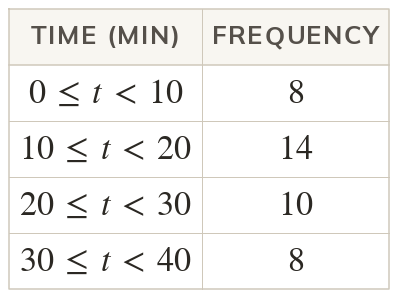 TIME (MIN) FREQUENCY
0 ≤ t < 10 8
10 ≤ t < 20 14
20 ≤ t < 30 10
30 ≤ t < 40 8